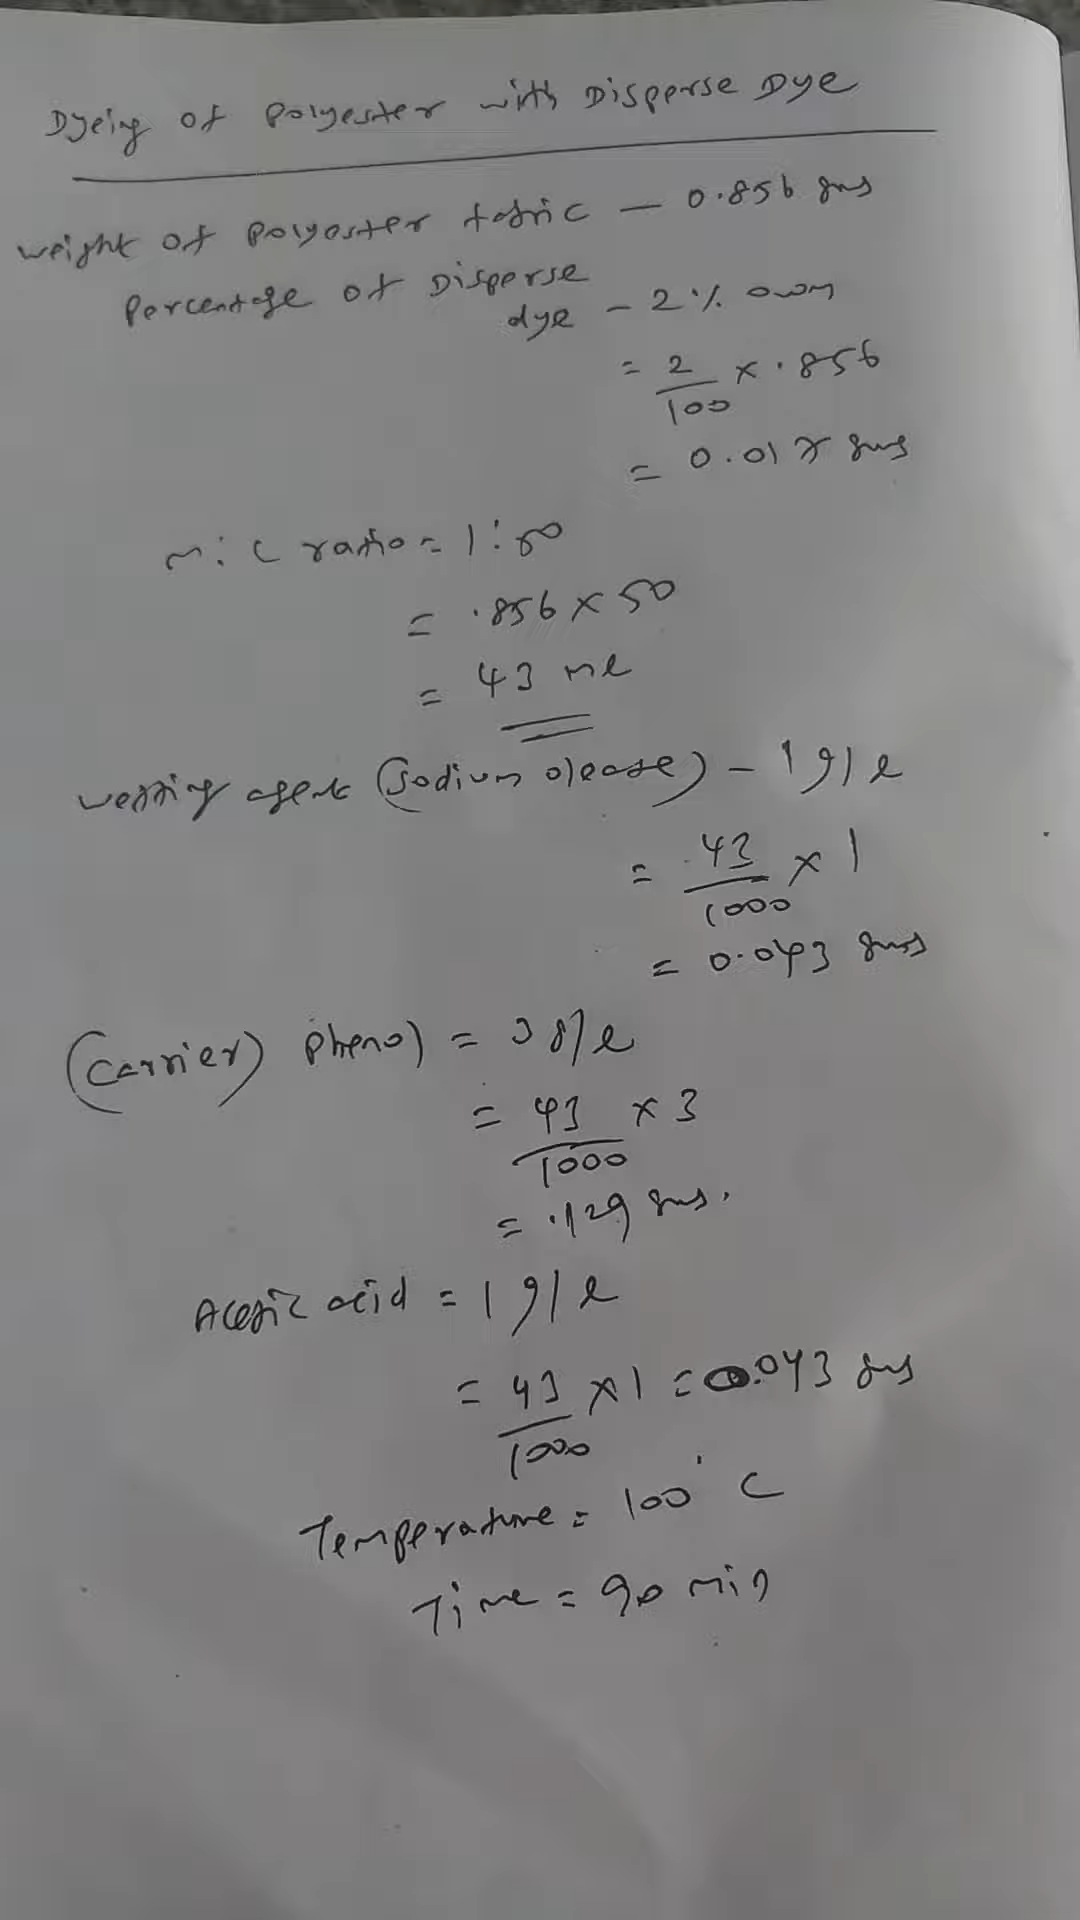 Dyeing of Polyester with Disperse Dye
Weight of Polyester fabric — 0.856 gms
Percentage of Disperse
dye - 2% owm
= 2/100 x .856
= 0.017 gms
M:L ratio = 1:50
= .856 x 50
= 43 ml
Wetting agent (Sodium oleate) - 1 g/l
= 43/1000 x 1
= 0.043 gms
(Carrier) Phenol = 3 g/l
= 43/1000 x 3
= .129 gms.
Acetic acid = 1 g/l
= 43/1000 x 1 = 0.043 gms
Temperature = 100° C
Time = 90 min